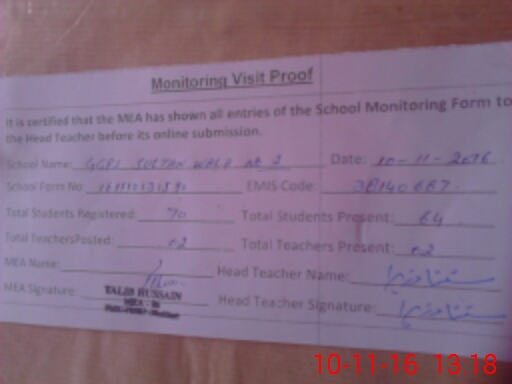 Monitoring Visit Proof
It is certified that the MEA has shown all entries of the School Monitoring Form to
the Head Teacher before its online submission.
School Name: GGPS SULTAN WALA NO 2 Date: 10-11-2016
School Form No: EMIS Code: 38140687
Total Students Registered: 70 Total Students Present: 64
Total TeachersPosted: 02 Total Teachers Present: 02
MEA Name: Head Teacher Name:
MEA Signature: TALIB HUSSAIN Head Teacher Signature:
10-11-16 13:18